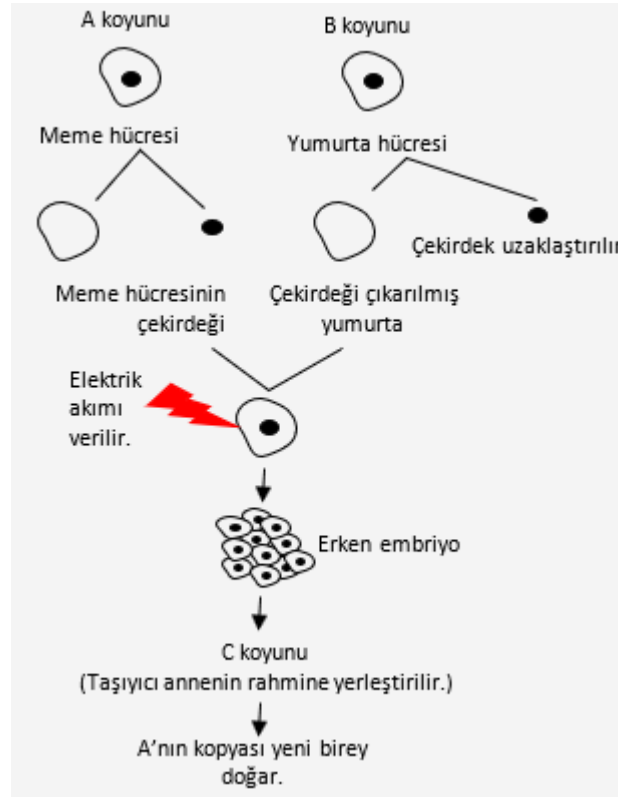 A koyunu
B koyunu
Meme hücresi
Yumurta hücresi
Çekirdek uzaklaştırılır
Meme hücresinin
çekirdeği
Çekirdeği çıkarılmış
yumurta
Elektrik
akımı
verilir.
Erken embriyo
C koyunu
(Taşıyıcı annenin rahmine yerleştirilir.)
A'nın kopyası yeni birey
doğar.